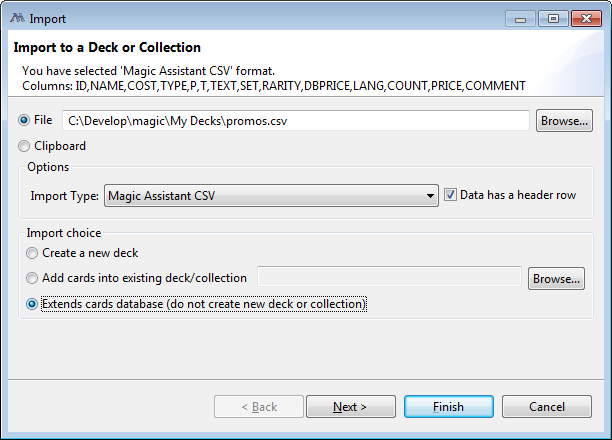 Import
Import to a Deck or Collection
You have selected 'Magic Assistant CSV' format.
Columns: ID,NAME,COST,TYPE,P,T,TEXT,SET,RARITY,DBPRICE,LANG,COUNT,PRICE,COMMENT
File C:\Develop\magic\My Decks\promos.csv Browse...
Clipboard
Options
Import Type: Magic Assistant CSV Data has a header row
Import choice
Create a new deck
Add cards into existing deck/collection Browse...
Extends cards database (do not create new deck or collection)
< Back Next > Finish Cancel